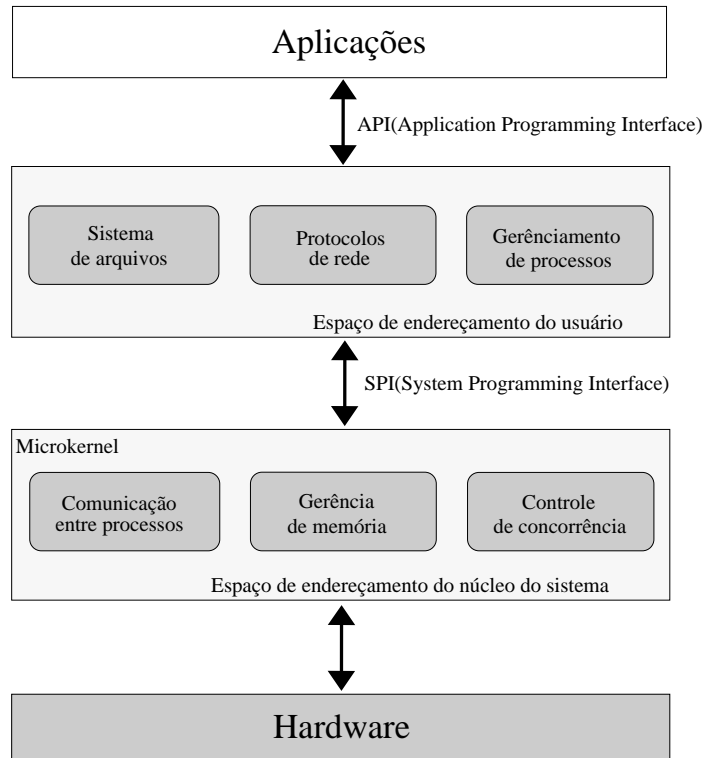 Aplicações
API(Application Programming Interface)
Sistema
de arquivos
Protocolos
de rede
Gerênciamento
de processos
Espaço de endereçamento do usuário
SPI(System Programming Interface)
Microkernel
Comunicação
entre processos
Gerência
de memória
Controle
de concorrência
Espaço de endereçamento do núcleo do sistema
Hardware